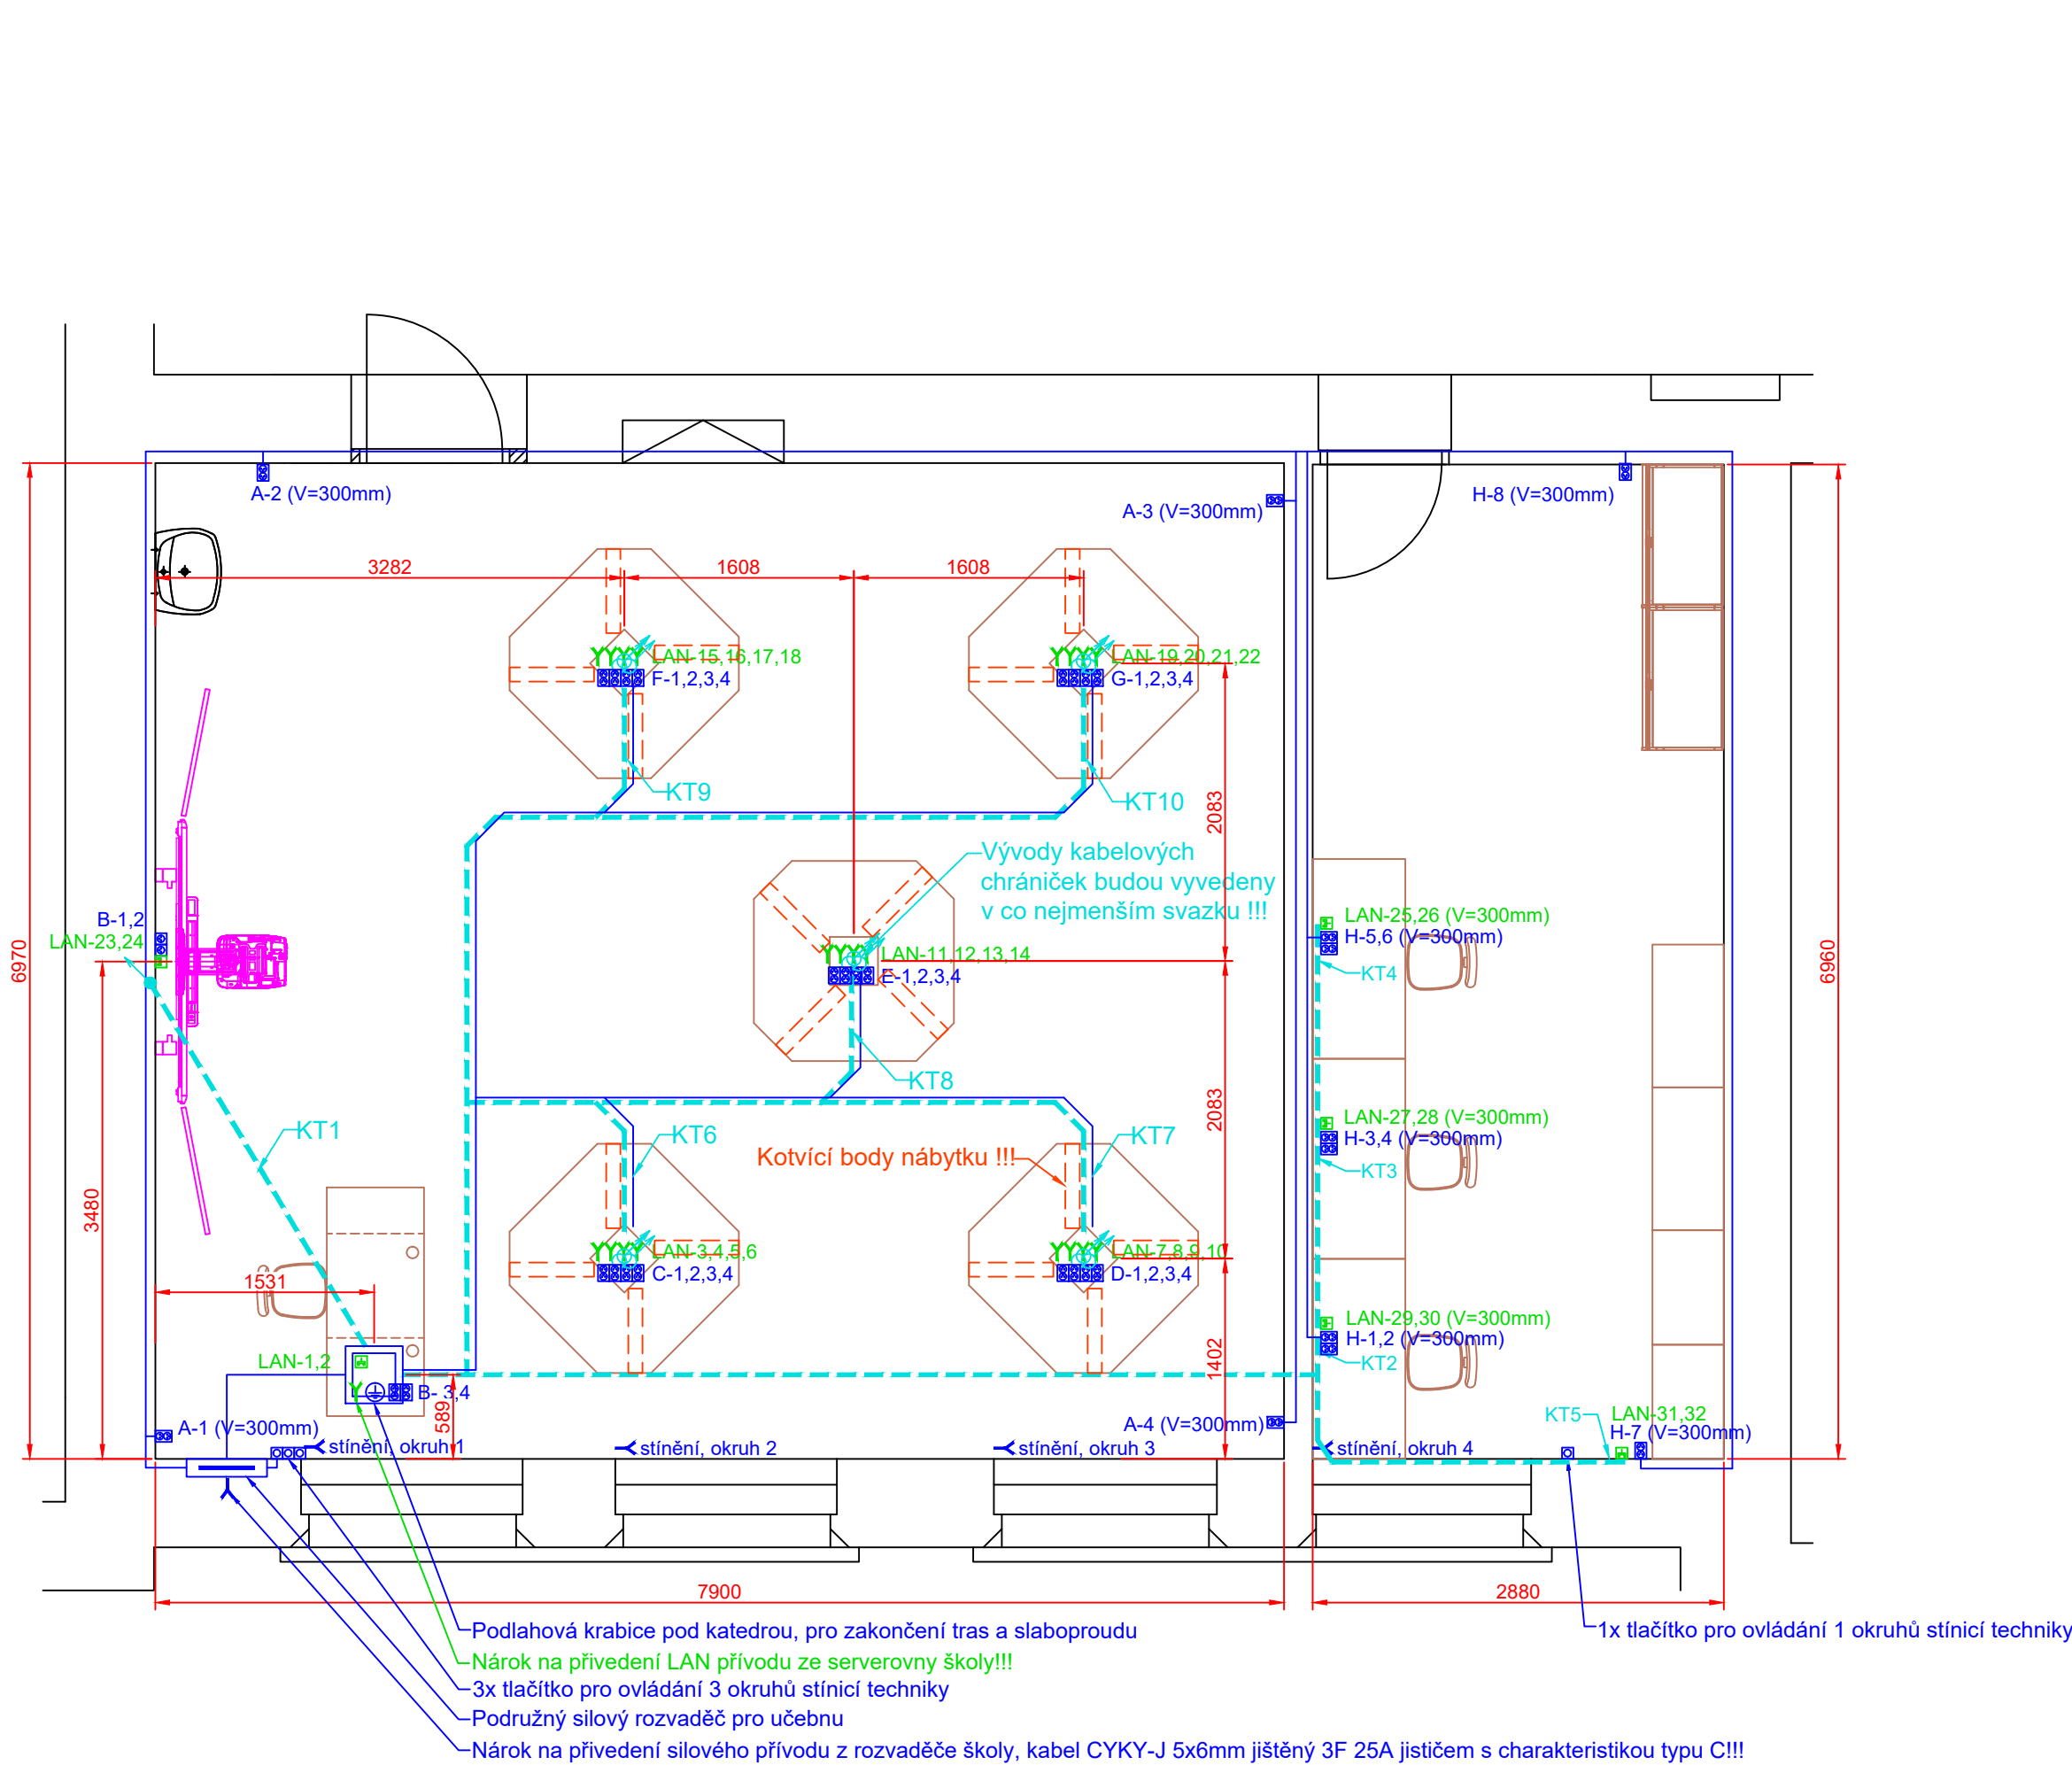 A-2 (V=300mm)
H-8 (V=300mm)
A-3 (V=300mm)
3282
1608
1608
LAN-15,16,17,18
F-1,2,3,4
LAN-19,20,21,22
G-1,2,3,4
KT9
KT10
2083
Vývody kabelových
chrániček budou vyvedeny
v co nejmenším svazku !!!
B-1,2
LAN-23,24
LAN-25,26 (V=300mm)
H-5,6 (V=300mm)
KT4
6970
6960
LAN-11,12,13,14
E-1,2,3,4
KT8
2083
KT1
KT6
KT7
LAN-27,28 (V=300mm)
H-3,4 (V=300mm)
KT3
Kotvící body nábytku !!!
3480
LAN-3,4,5,6
C-1,2,3,4
LAN-7,8,9,10
D-1,2,3,4
1531
LAN-29,30 (V=300mm)
H-1,2 (V=300mm)
KT2
LAN-1,2
B- 3,4
589
1402
KT5
LAN-31,32
H-7 (V=300mm)
A-1 (V=300mm)
A-4 (V=300mm)
stínění, okruh 1
stínění, okruh 2
stínění, okruh 3
stínění, okruh 4
7900
2880
Podlahová krabice pod katedrou, pro zakončení tras a slaboproudu
1x tlačítko pro ovládání 1 okruhů stínicí techniky
Nárok na přivedení LAN přívodu ze serverovny školy!!!
3x tlačítko pro ovládání 3 okruhů stínicí techniky
Podružný silový rozvaděč pro učebnu
Nárok na přivedení silového přívodu z rozvaděče školy, kabel CYKY-J 5x6mm jištěný 3F 25A jističem s charakteristikou typu C!!!